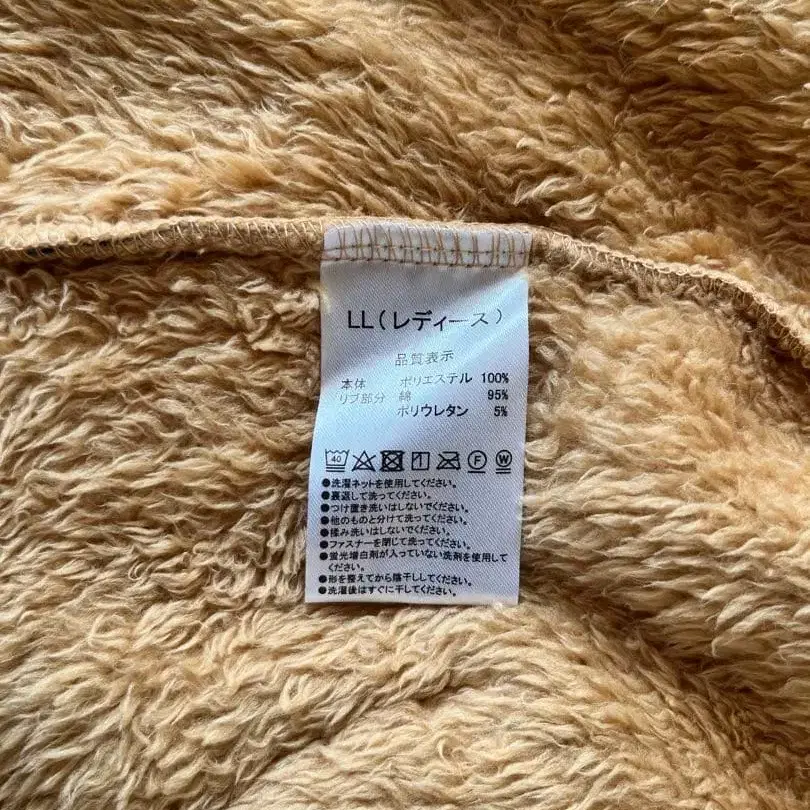 LL(レディース)
品質表示
本体 ポリエステル 100%
リブ部分 綿 95%
ポリウレタン 5%
40 F W
●洗濯ネットを使用してください。
●裏返して洗ってください。
●つけ置き洗いはしないでください。
●他のものと分けて洗ってください。
●揉み洗いはしないでください。
●ファスナーを閉じて洗ってください。
●蛍光増白剤が入っていない洗剤を使用して
ください。
●形を整えてから陰干ししてください。
●洗濯後はすぐに干してください。